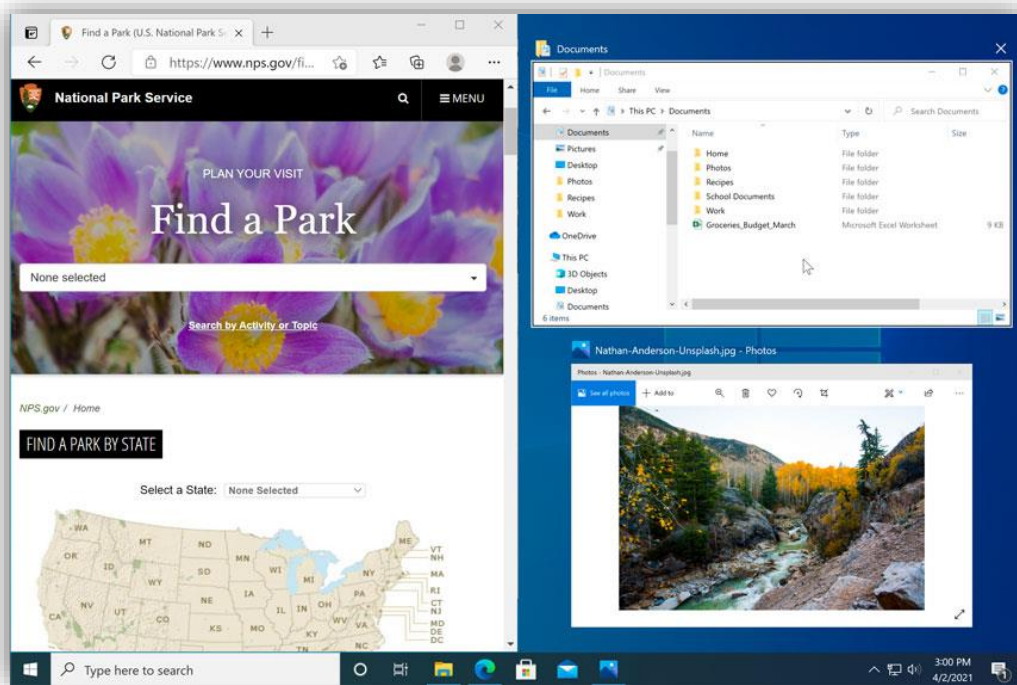 Find a Park (U.S. National Park S
https://www.nps.gov/fi...
National Park Service
MENU
PLAN YOUR VISIT
Find a Park
None selected
Search by Activity or Topic
NPS.gov / Home
FIND A PARK BY STATE
Select a State: None Selected
WA
MT
ND
ME
VT
NH
OR
ID
MN
SD
WI
MI
NY
MA
WY
RI
IA
PA
CT
NE
NJ
NV
UT
IL
IN
OH
MD
CA
CO
WV
VA
DE
KS
MO
KY
DC
TN
NC
Documents
Documents
File
Home
Share
View
This PC > Documents
Search Documents
Documents
Pictures
Desktop
Photos
Recipes
Work
OneDrive
This PC
3D Objects
Desktop
Documents
Name Type Size
Home File folder
Photos File folder
Recipes File folder
School Documents File folder
Work File folder
Groceries_Budget_March Microsoft Excel Worksheet 9 KB
6 items
Nathan-Anderson-Unsplash.jpg - Photos
Photos - Nathan-Anderson-Unsplash.jpg
See all photos
Add to
Type here to search
3:00 PM
4/2/2021
1